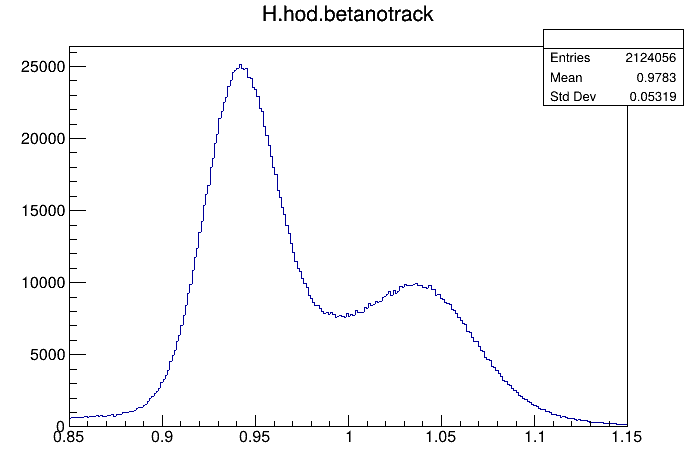 H.hod.betanotrack
Entries 2124056
Mean 0.9783
Std Dev 0.05319
25000
20000
15000
10000
5000
0
0.85 0.9 0.95 1 1.05 1.1 1.15